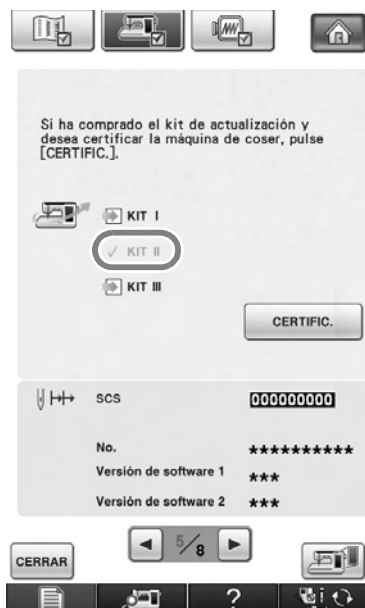 Si ha comprado el kit de actualización y
desea certificar la máquina de coser, pulse
[CERTIFIC.].
KIT I
✓ KIT II
KIT III
CERTIFIC.
SCS 000000000
No. **********
Versión de software 1 ***
Versión de software 2 ***
CERRAR
5/8
?
i